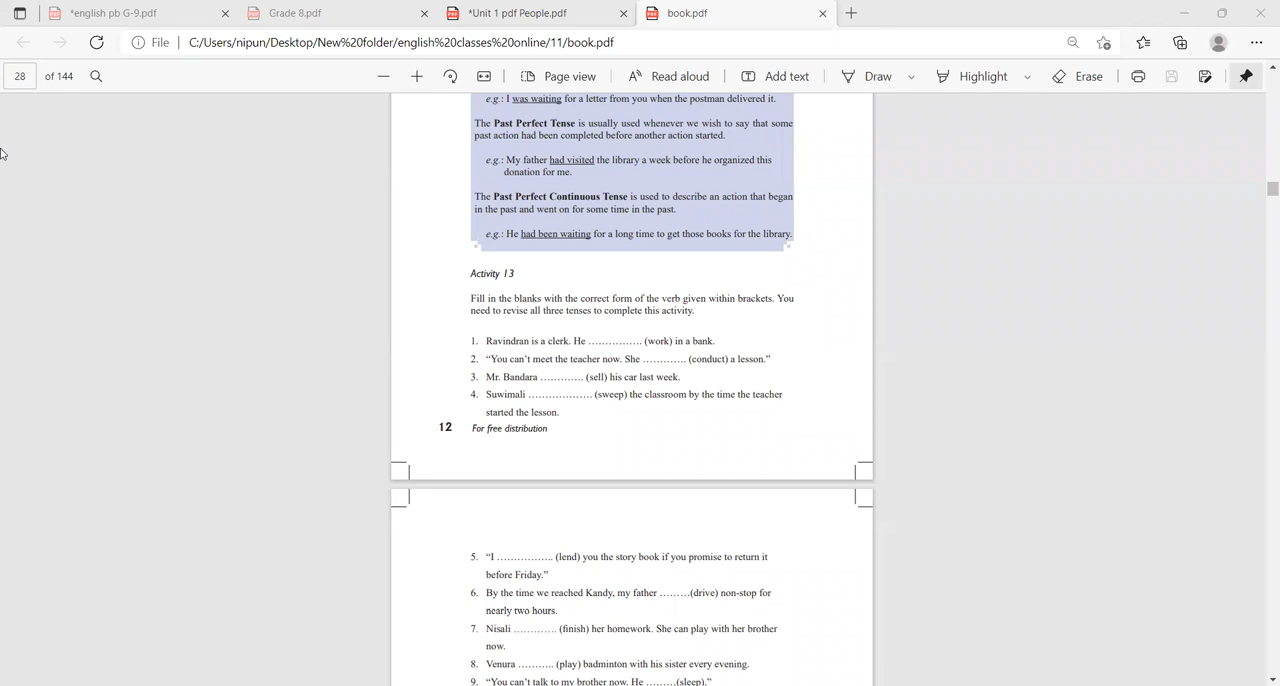 *english pb G-9.pdf
Grade 8.pdf
*Unit 1 pdf People.pdf
book.pdf
File | C:/Users/nipun/Desktop/New%20folder/english%20classes%20online/11/book.pdf
28 of 144
Page view
Read aloud
Add text
Draw
Highlight
Erase
e.g.: I was waiting for a letter from you when the postman delivered it.
The Past Perfect Tense is usually used whenever we wish to say that some
past action had been completed before another action started.
e.g.: My father had visited the library a week before he organized this
donation for me.
The Past Perfect Continuous Tense is used to describe an action that began
in the past and went on for some time in the past.
e.g.: He had been waiting for a long time to get those books for the library.
Activity 13
Fill in the blanks with the correct form of the verb given within brackets. You
need to revise all three tenses to complete this activity.
1. Ravindran is a clerk. He ............... (work) in a bank.
2. “You can’t meet the teacher now. She ............. (conduct) a lesson.”
3. Mr. Bandara ............. (sell) his car last week.
4. Suwimali ................... (sweep) the classroom by the time the teacher
started the lesson.
12 For free distribution
5. “I ................. (lend) you the story book if you promise to return it
before Friday.”
6. By the time we reached Kandy, my father .........(drive) non-stop for
nearly two hours.
7. Nisali ............. (finish) her homework. She can play with her brother
now.
8. Venura ........... (play) badminton with his sister every evening.
9. “You can’t talk to my brother now. He .........(sleep).”